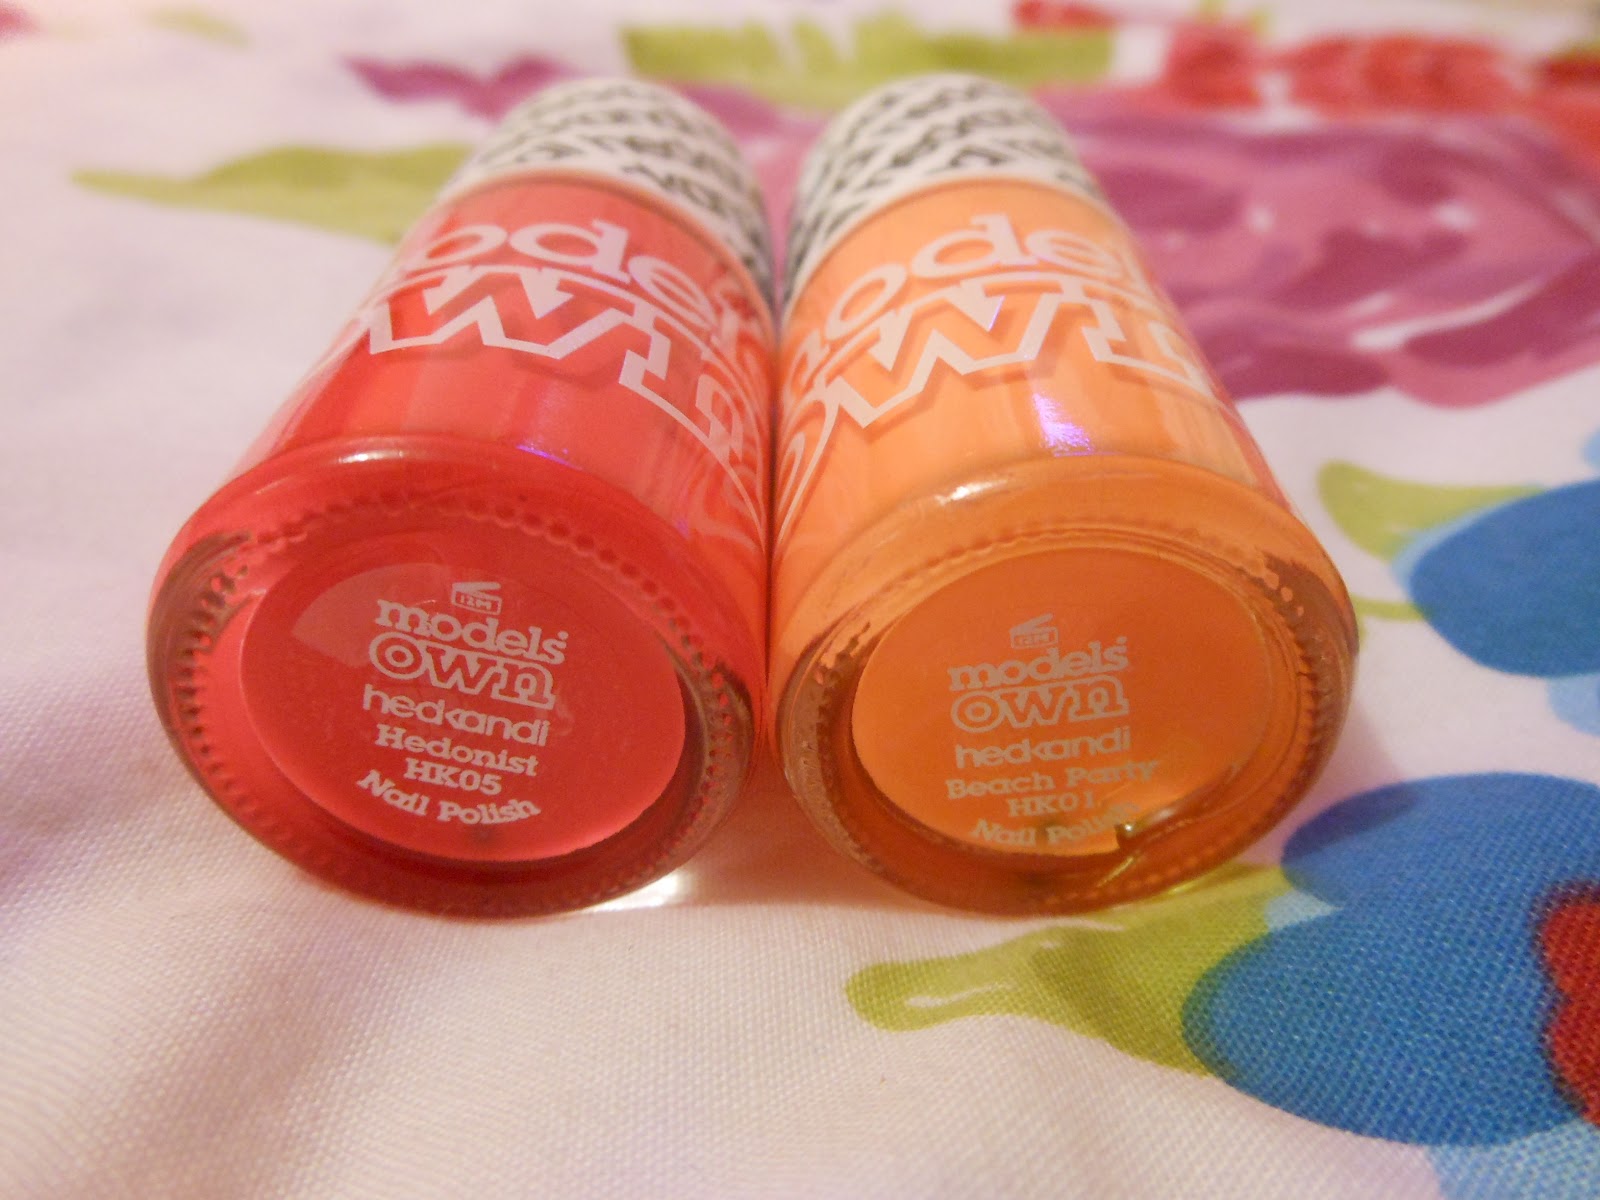 models
own
12M
models
own
hedkandi
Hedonist
HK05
Nail Polish
models
own
12M
models
own
hedkandi
Beach Party
HK01
Nail Polish